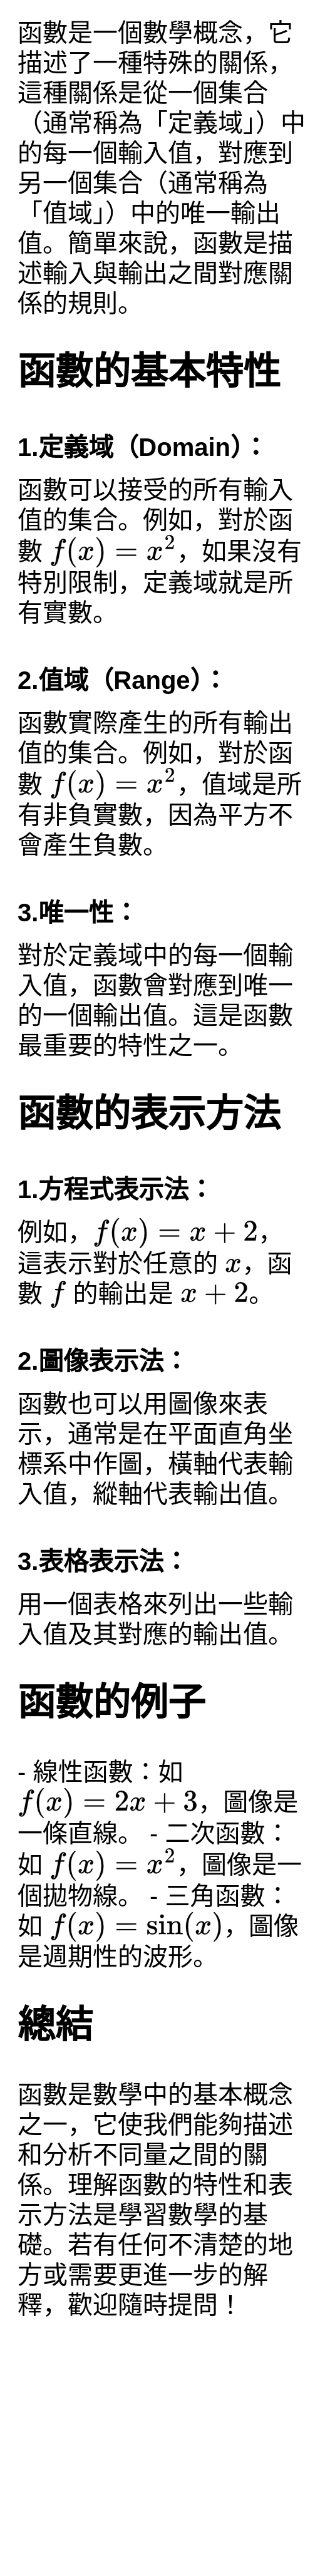 函數是一個數學概念，它
描述了一種特殊的關係，
這種關係是從一個集合
（通常稱為「定義域」）中
的每一個輸入值，對應到
另一個集合（通常稱為
「值域」）中的唯一輸出
值。簡單來說，函數是描
述輸入與輸出之間對應關
係的規則。
函數的基本特性
1.定義域（Domain）：
函數可以接受的所有輸入
值的集合。例如，對於函
數 f(x) = x²，如果沒有
特別限制，定義域就是所
有實數。
2.值域（Range）：
函數實際產生的所有輸出
值的集合。例如，對於函
數 f(x) = x²，值域是所
有非負實數，因為平方不
會產生負數。
3.唯一性：
對於定義域中的每一個輸
入值，函數會對應到唯一
的一個輸出值。這是函數
最重要的特性之一。
函數的表示方法
1.方程式表示法：
例如，f(x) = x + 2，
這表示對於任意的 x，函
數 f 的輸出是 x + 2。
2.圖像表示法：
函數也可以用圖像來表
示，通常是在平面直角坐
標系中作圖，橫軸代表輸
入值，縱軸代表輸出值。
3.表格表示法：
用一個表格來列出一些輸
入值及其對應的輸出值。
函數的例子
- 線性函數：如
f(x) = 2x + 3，圖像是
一條直線。 - 二次函數：
如 f(x) = x²，圖像是一
個拋物線。 - 三角函數：
如 f(x) = sin(x)，圖像
是週期性的波形。
總結
函數是數學中的基本概念
之一，它使我們能夠描述
和分析不同量之間的關
係。理解函數的特性和表
示方法是學習數學的基
礎。若有任何不清楚的地
方或需要更進一步的解
釋，歡迎隨時提問！